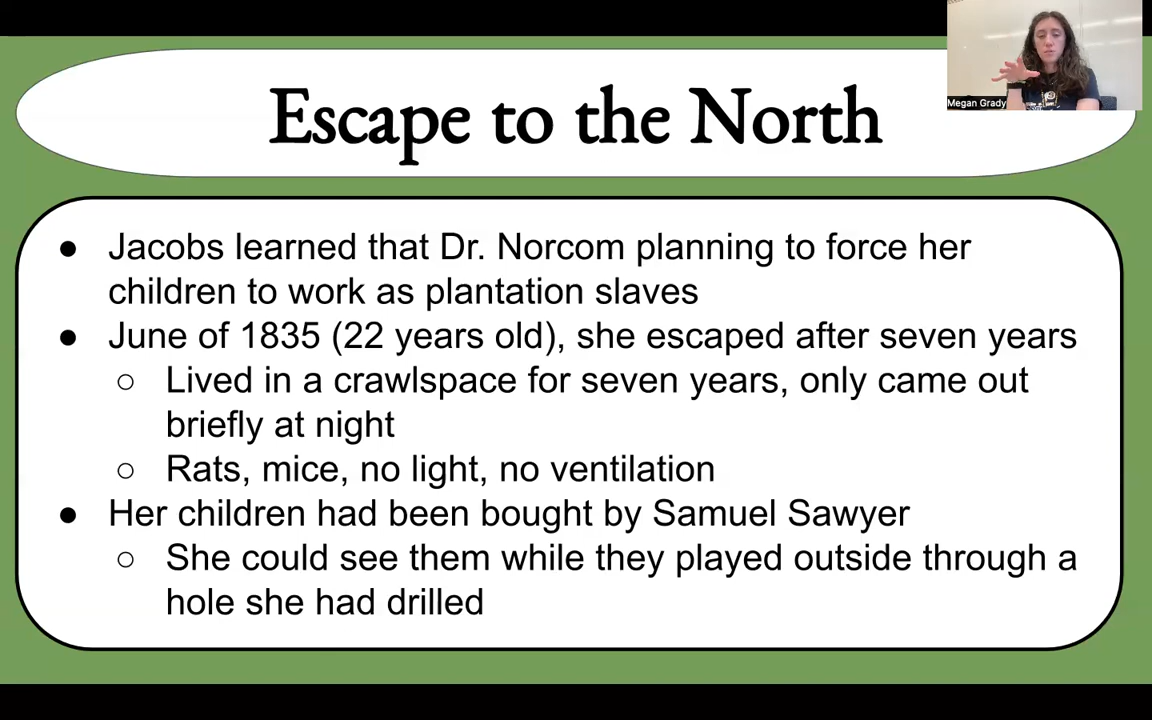 Escape to the North
Megan Grady
● Jacobs learned that Dr. Norcom planning to force her
children to work as plantation slaves
● June of 1835 (22 years old), she escaped after seven years
○ Lived in a crawlspace for seven years, only came out
briefly at night
○ Rats, mice, no light, no ventilation
● Her children had been bought by Samuel Sawyer
○ She could see them while they played outside through a
hole she had drilled